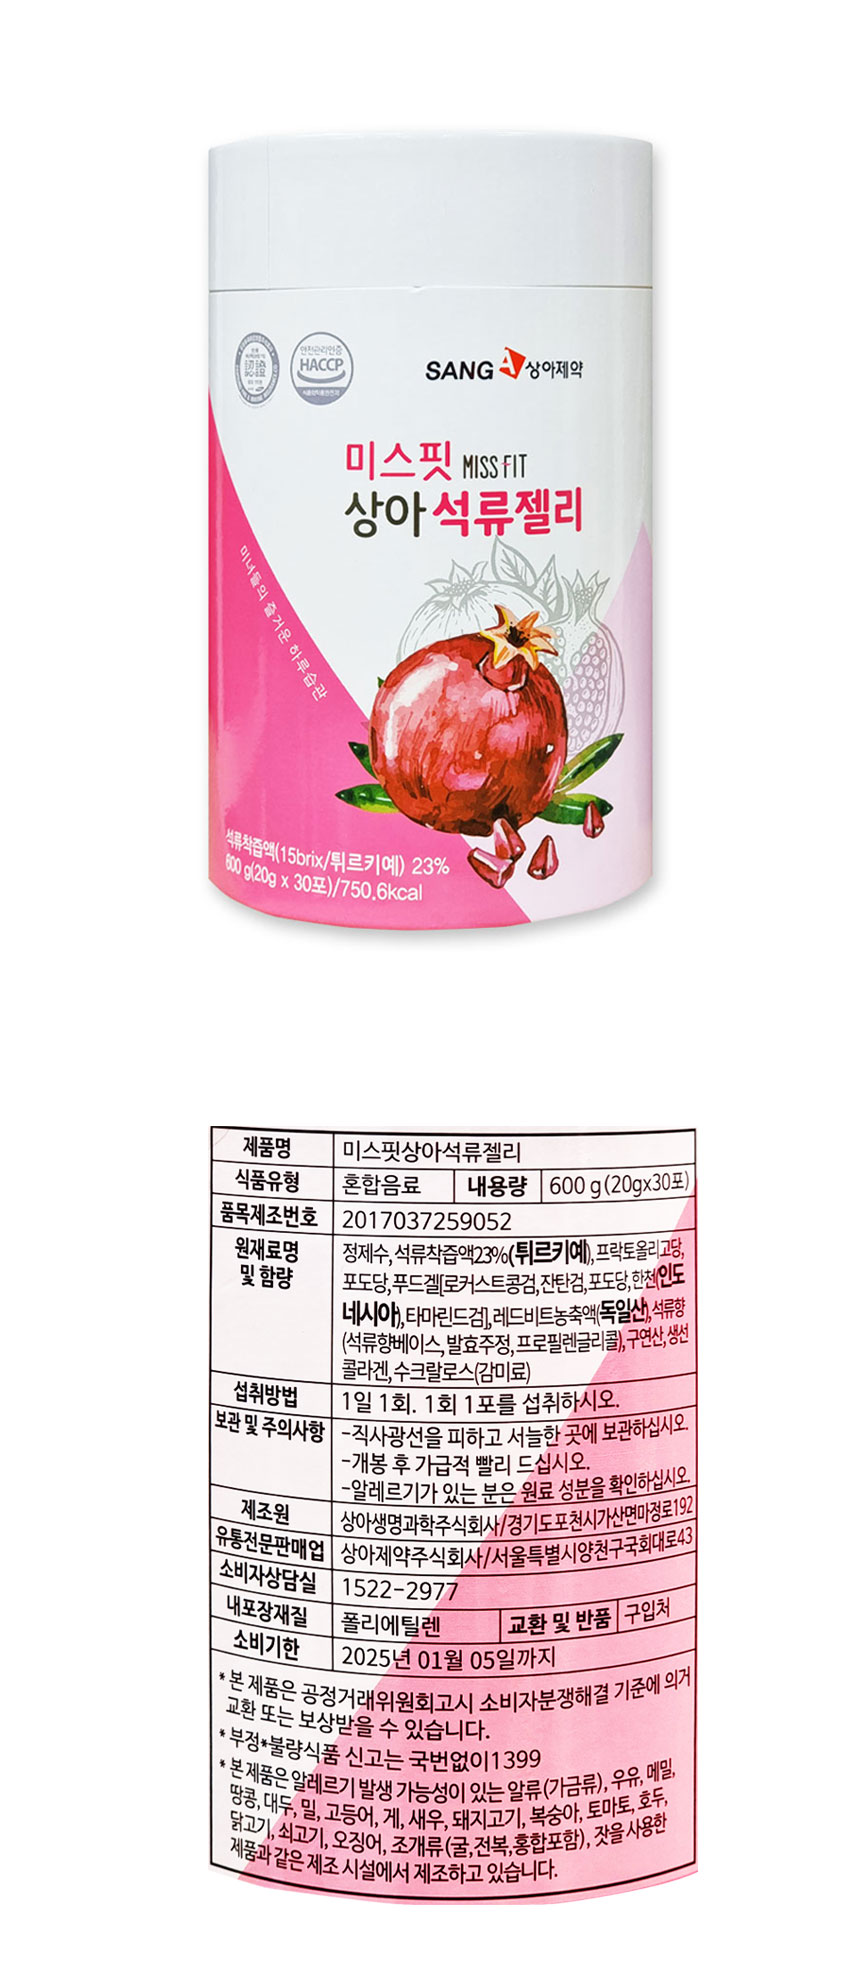 안전관리인증
HACCP
SANG A 상아제약
미스핏 MISS FIT
상아석류젤리
미녀들의 즐거운 하루습관
석류착즙액(15brix/튀르키예) 23%
600 g(20g x 30포)/750.6kcal
제품명 미스핏상아석류젤리
식품유형 혼합음료 내용량 600 g(20gx30포)
품목제조번호 2017037259052
원재료명 정제수, 석류착즙액23%(튀르키예), 프락토올리고당,
및 함량 포도당,푸드겔[로커스트콩검,잔탄검,포도당,한천(인도
네시아),타마린드검],레드비트농축액(독일산),석류향
(석류향베이스, 발효주정, 프로필렌글리콜),구연산,생선
콜라겐, 수크랄로스(감미료)
섭취방법 1일 1회. 1회 1포를 섭취하시오.
보관 및 주의사항 -직사광선을 피하고 서늘한 곳에 보관하십시오.
-개봉 후 가급적 빨리 드십시오.
-알레르기가 있는 분은 원료 성분을 확인하십시오.
제조원 상아생명과학주식회사/경기도포천시가산면마정로192
유통전문판매업 상아제약주식회사/서울특별시양천구국회대로43
소비자상담실 1522-2977
내포장재질 폴리에틸렌 교환 및 반품 구입처
소비기한 2025년 01월 05일까지
* 본 제품은 공정거래위원회고시 소비자분쟁해결 기준에 의거
교환 또는 보상받을 수 있습니다.
* 부정*불량식품 신고는 국번없이1399
* 본 제품은 알레르기 발생 가능성이 있는 알류(가금류), 우유, 메밀,
땅콩, 대두, 밀, 고등어, 게, 새우, 돼지고기, 복숭아, 토마토, 호두,
닭고기, 쇠고기, 오징어, 조개류(굴,전복,홍합포함), 잣을 사용한
제품과 같은 제조 시설에서 제조하고 있습니다.